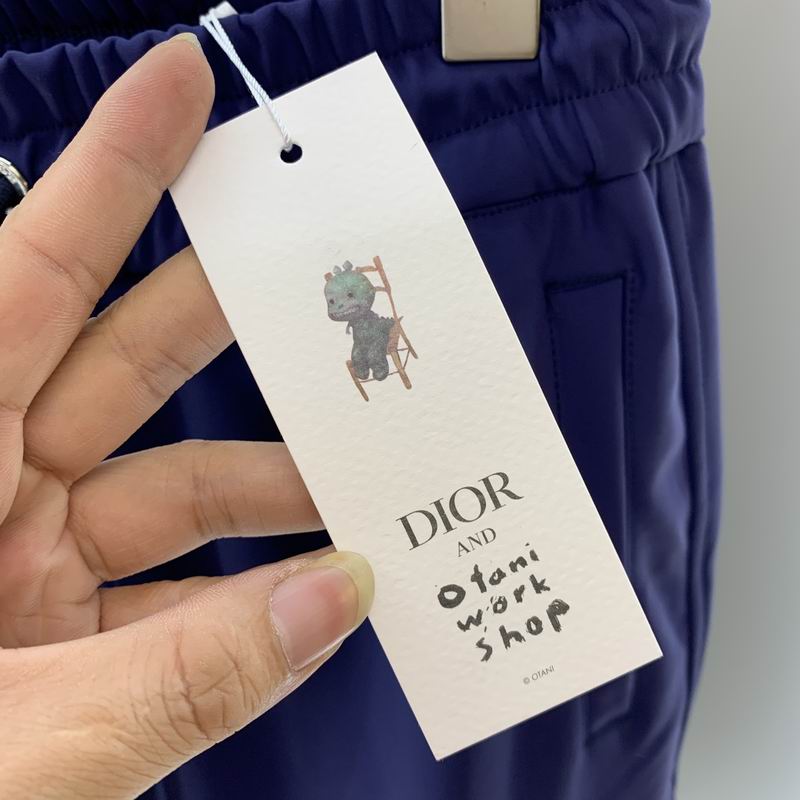 DIOR
AND
Otani
work
shop
© OTANI